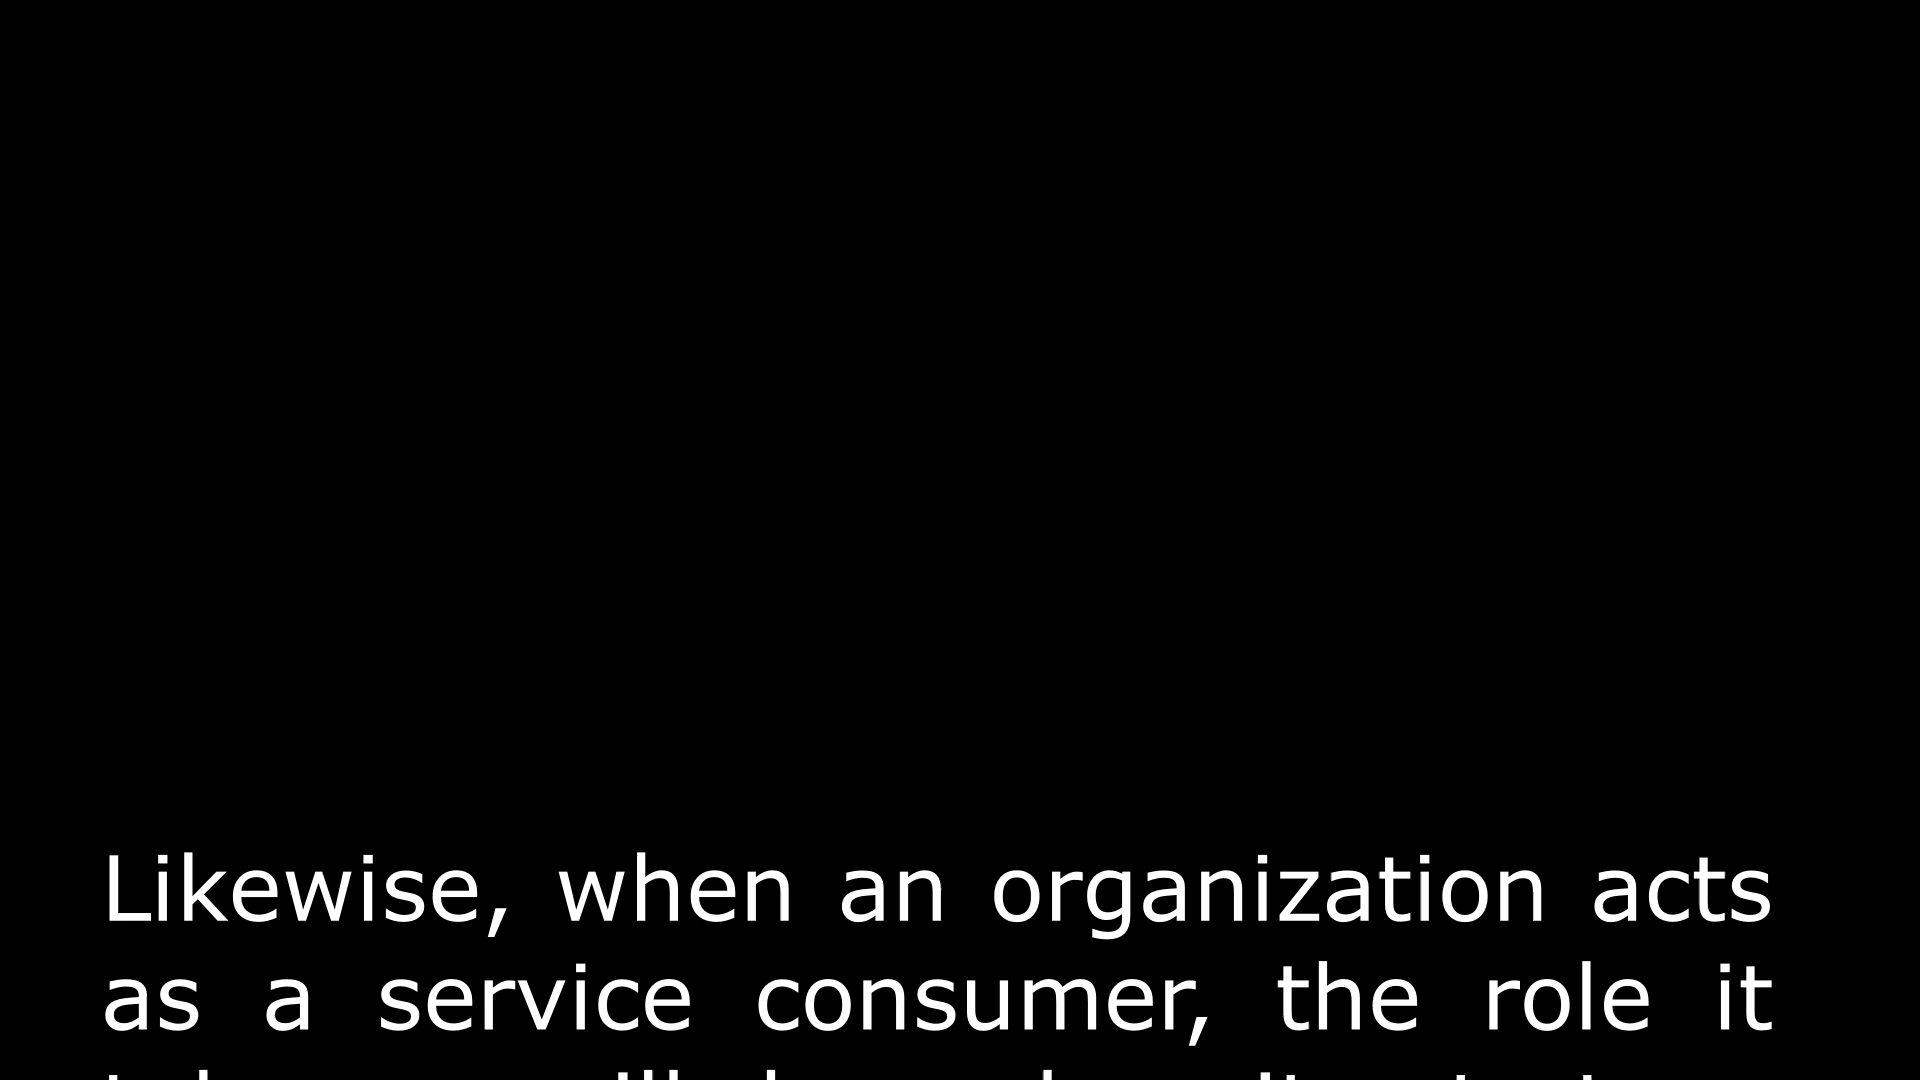 Likewise, when an organization acts
as a service consumer, the role it